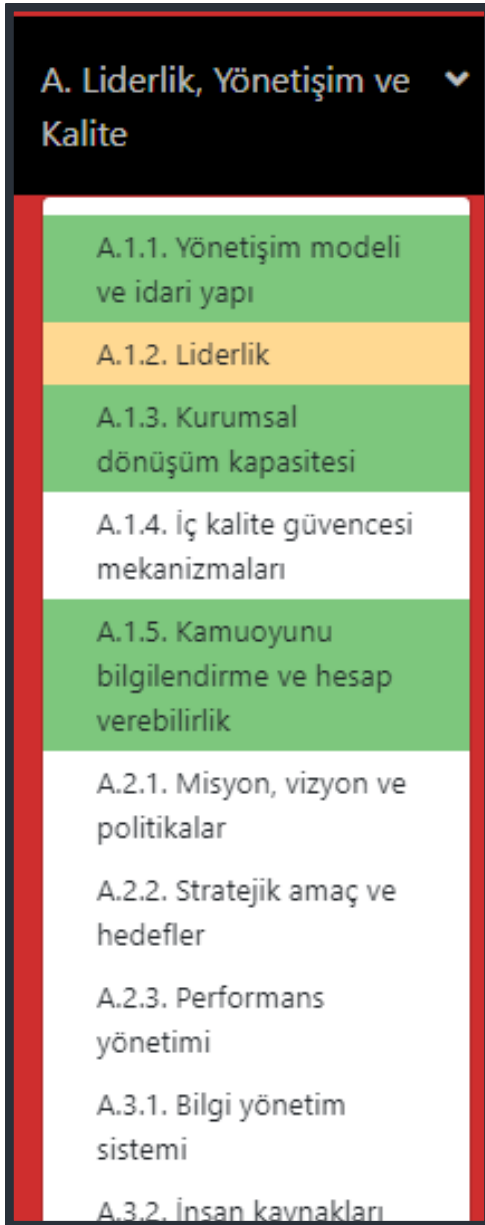 A. Liderlik, Yönetişim ve
Kalite
A.1.1. Yönetişim modeli
ve idari yapı
A.1.2. Liderlik
A.1.3. Kurumsal
dönüşüm kapasitesi
A.1.4. İç kalite güvencesi
mekanizmaları
A.1.5. Kamuoyunu
bilgilendirme ve hesap
verebilirlik
A.2.1. Misyon, vizyon ve
politikalar
A.2.2. Stratejik amaç ve
hedefler
A.2.3. Performans
yönetimi
A.3.1. Bilgi yönetim
sistemi
A.3.2. İnsan kaynakları